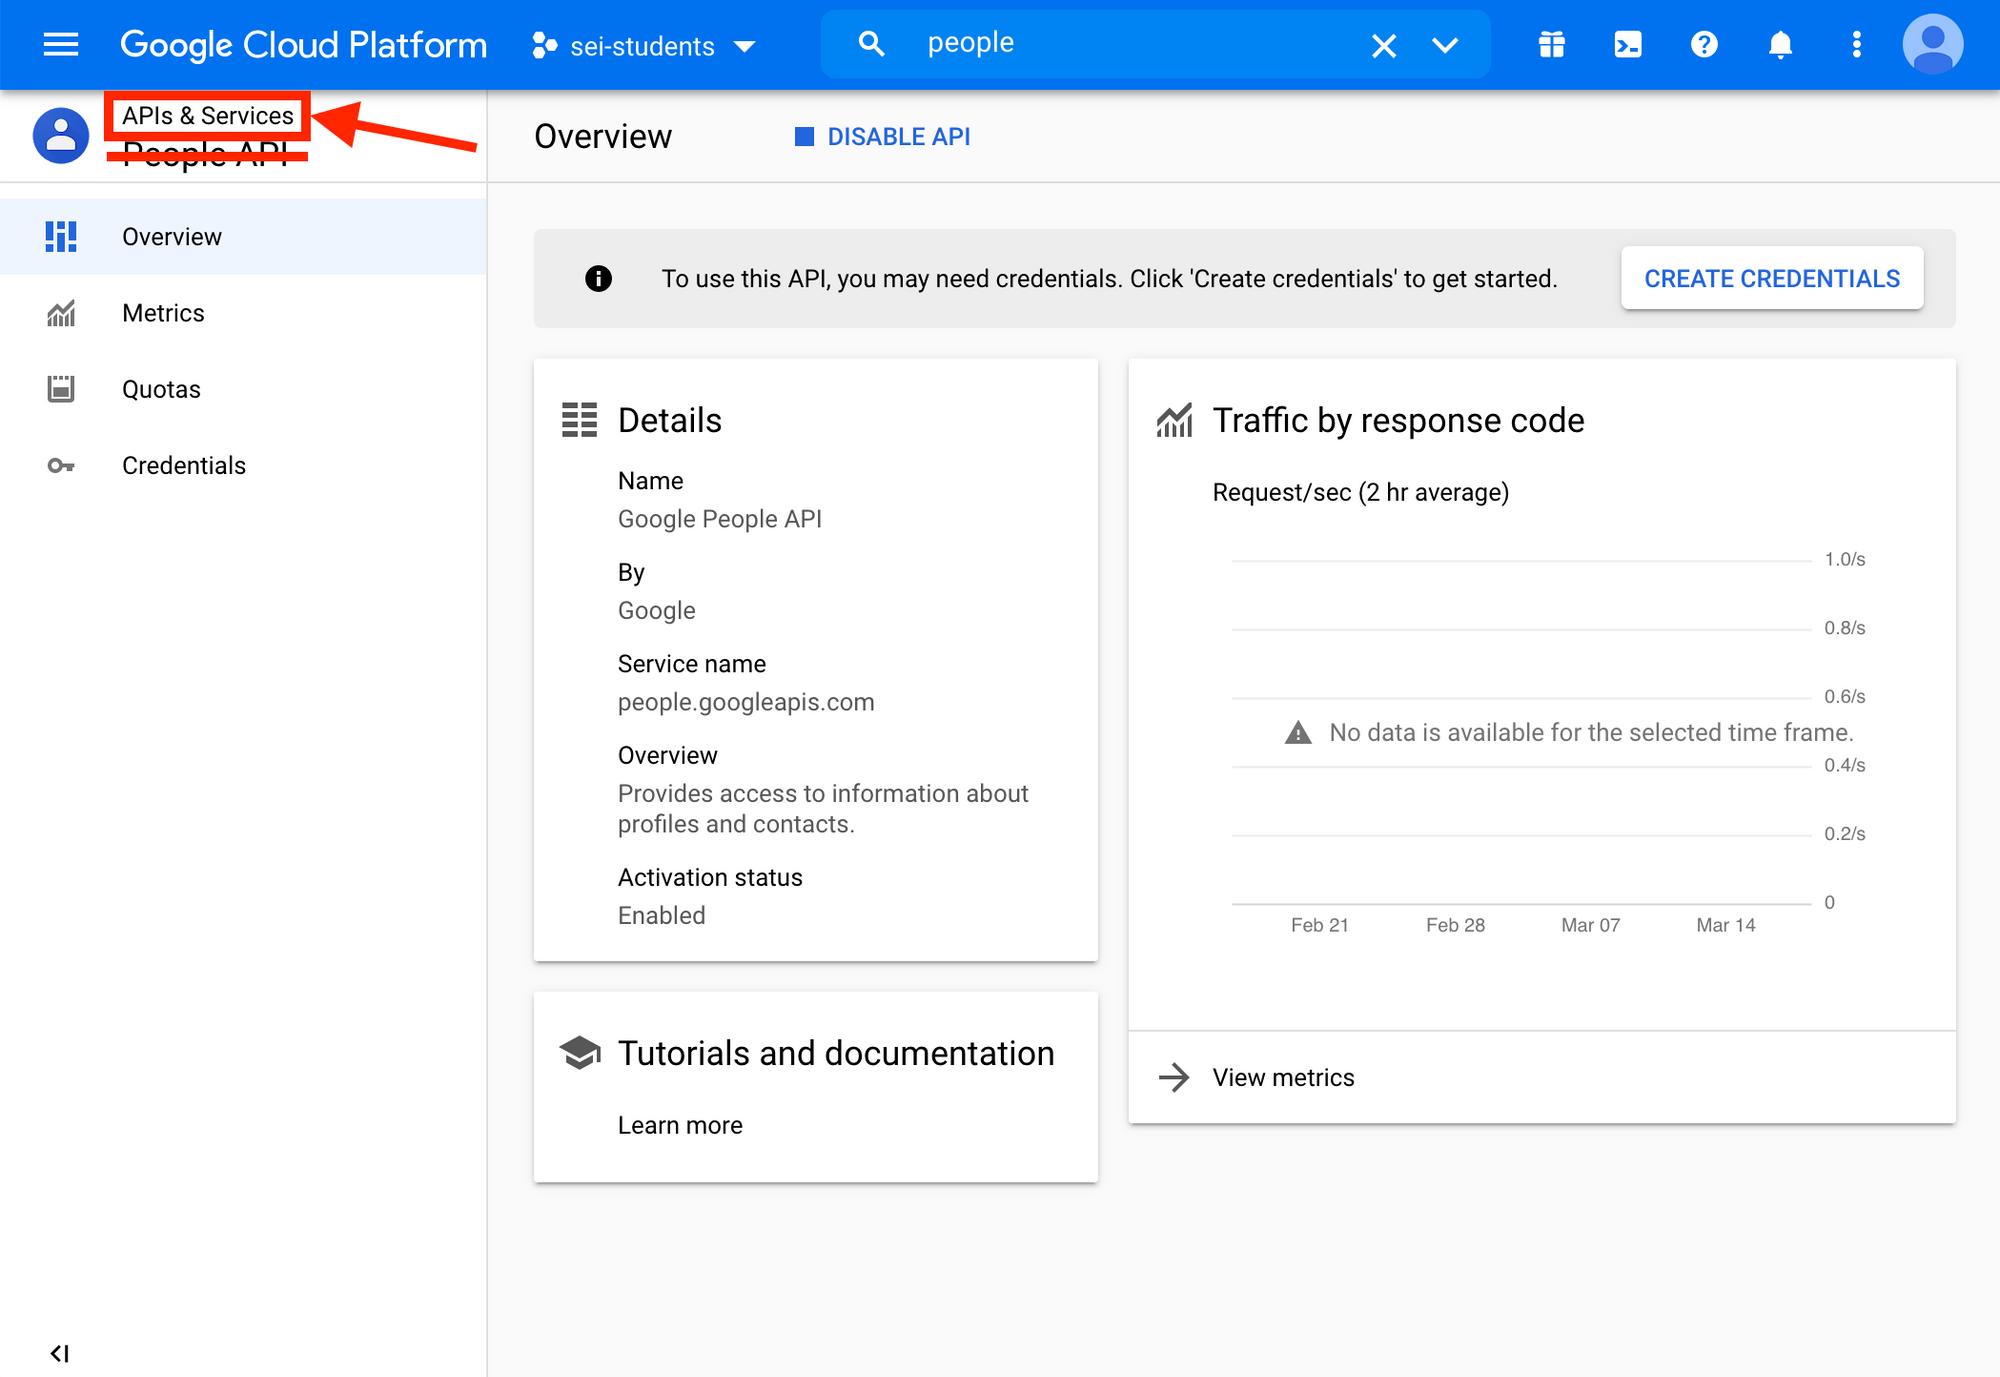 Google Cloud Platform
sei-students
people
APIs & Services
People API
Overview
DISABLE API
Overview
Metrics
Quotas
Credentials
To use this API, you may need credentials. Click 'Create credentials' to get started.
CREATE CREDENTIALS
Details
Name
Google People API
By
Google
Service name
people.googleapis.com
Overview
Provides access to information about
profiles and contacts.
Activation status
Enabled
Tutorials and documentation
Learn more
Traffic by response code
Request/sec (2 hr average)
1.0/s
0.8/s
0.6/s
No data is available for the selected time frame.
0.4/s
0.2/s
0
Feb 21
Feb 28
Mar 07
Mar 14
View metrics